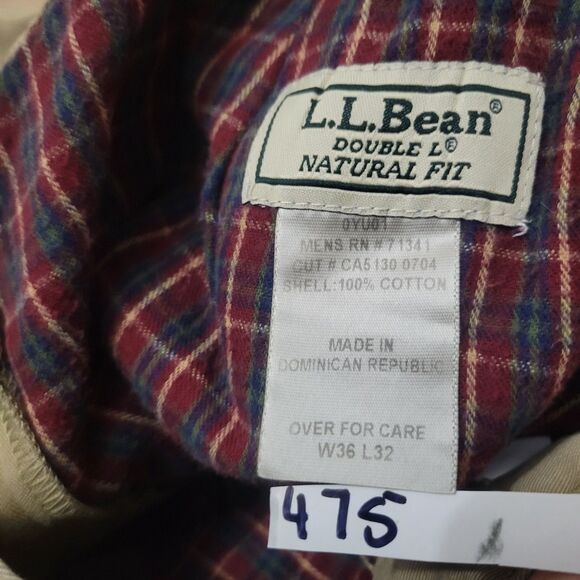 L.L.Bean®
DOUBLE L®
NATURAL FIT
0YU01
MENS RN # 71341
CUT # CA5130 0704
SHELL: 100% COTTON
MADE IN
DOMINICAN REPUBLIC
OVER FOR CARE
W36 L32
475